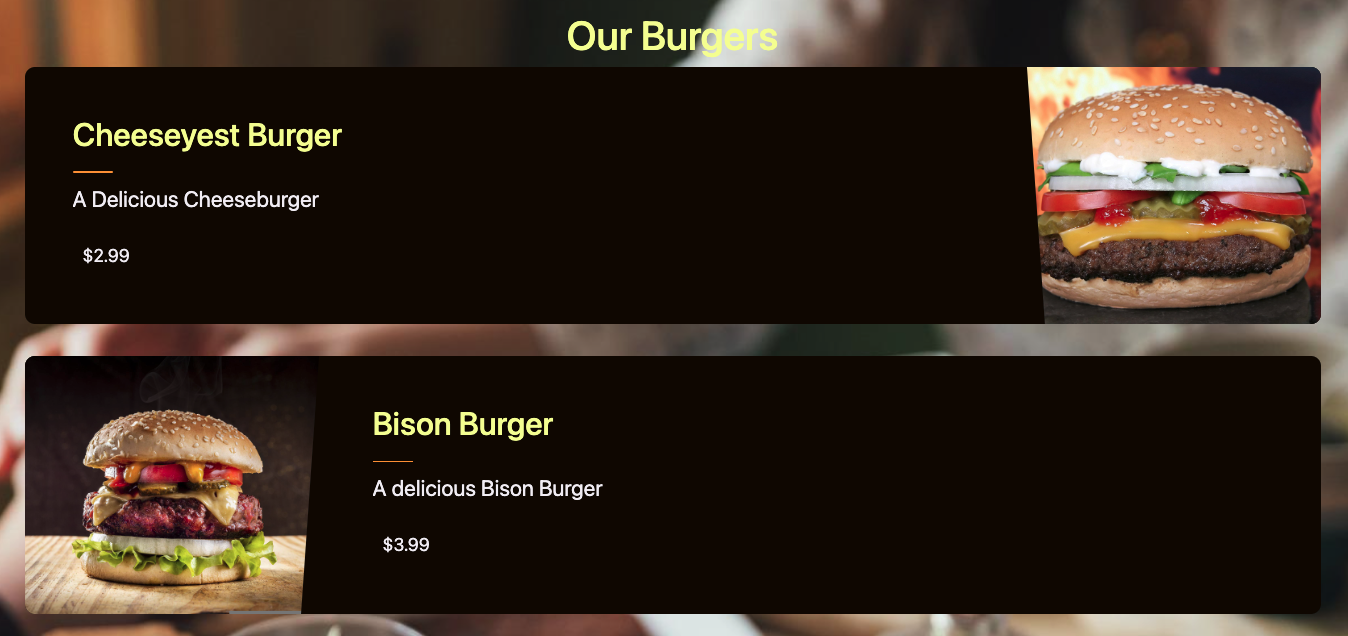 Our Burgers
Cheeseyest Burger
A Delicious Cheeseburger
$2.99
Bison Burger
A delicious Bison Burger
$3.99